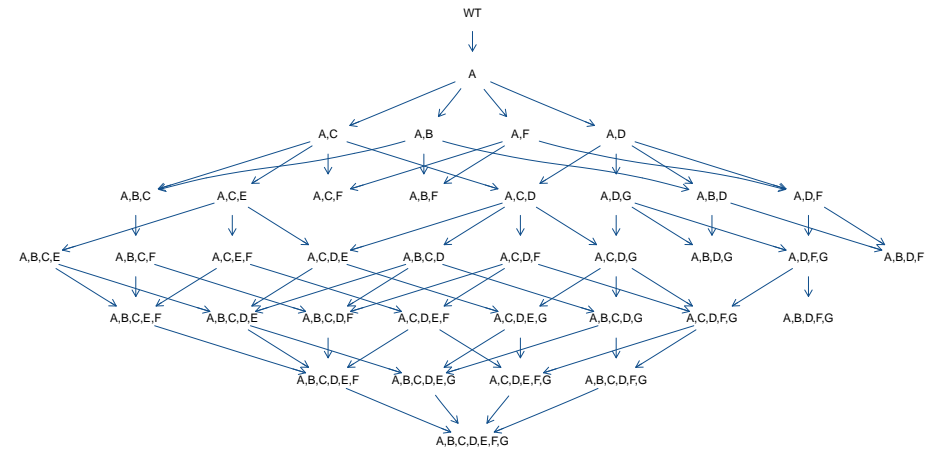 WT
A
A,C A,B A,F A,D
A,B,C A,C,E A,C,F A,B,F A,C,D A,D,G A,B,D A,D,F
A,B,C,E A,B,C,F A,C,E,F A,C,D,E A,B,C,D A,C,D,F A,C,D,G A,B,D,G A,D,F,G A,B,D,F
A,B,C,E,F A,B,C,D,E A,B,C,D,F A,C,D,E,F A,C,D,E,G A,B,C,D,G A,C,D,F,G A,B,D,F,G
A,B,C,D,E,F A,B,C,D,E,G A,C,D,E,F,G A,B,C,D,F,G
A,B,C,D,E,F,G